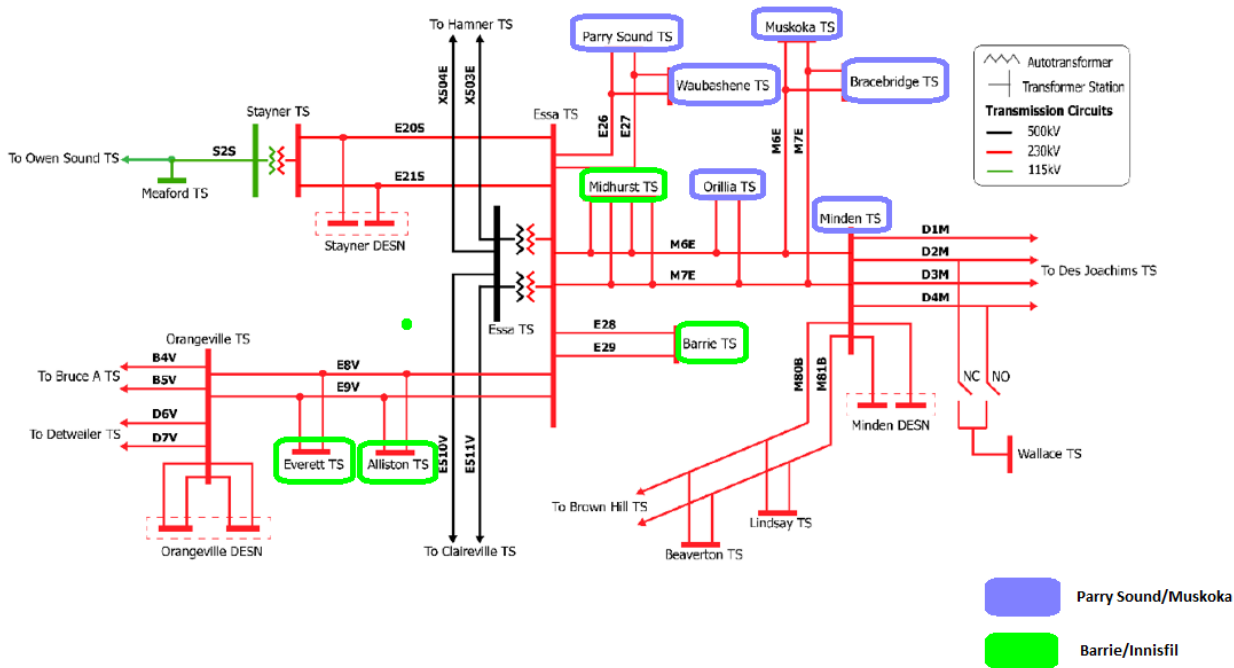 To Hamner TS
X504E
X503E
Parry Sound TS
Muskoka TS
Waubashene TS
Bracebridge TS
Autotransformer
Transformer Station
Transmission Circuits
500kV
230kV
115kV
Stayner TS
Essa TS
E26
E27
M6E
M7E
E20S
To Owen Sound TS
S2S
Meaford TS
E21S
Stayner DESN
Midhurst TS
Orillia TS
Minden TS
M6E
M7E
D1M
D2M
D3M
D4M
To Des Joachims TS
Essa TS
E28
E29
Barrie TS
Orangeville TS
B4V
To Bruce A TS
B5V
D6V
To Detweiler TS
D7V
E8V
E9V
Everett TS
Alliston TS
E510V
E511V
M80B
M81B
NC
NO
Minden DESN
Wallace TS
To Brown Hill TS
Lindsay TS
Beaverton TS
Orangeville DESN
To Claireville TS
Parry Sound/Muskoka
Barrie/Innisfil